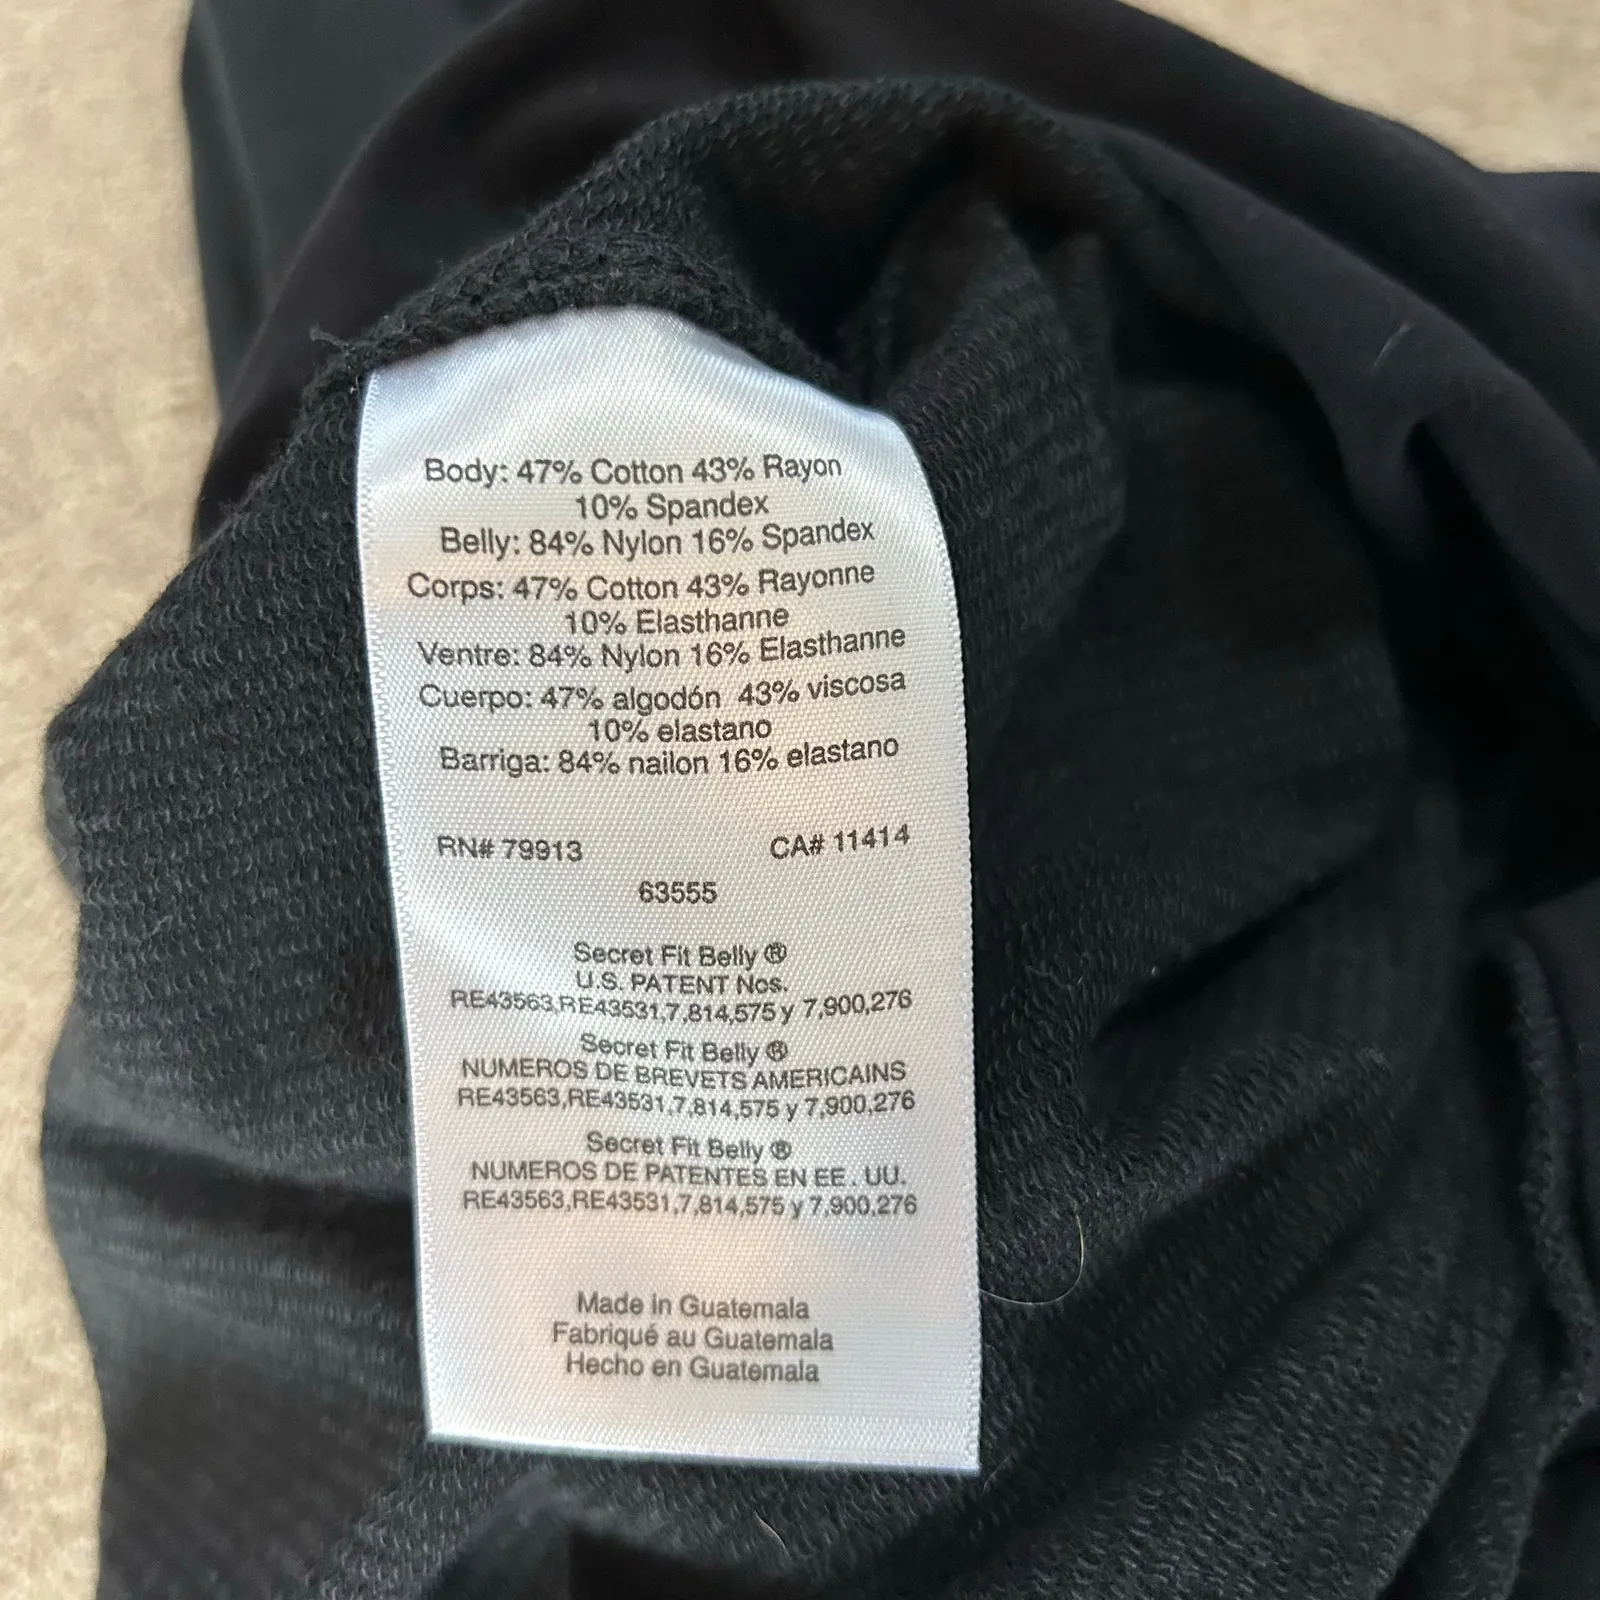 Body: 47% Cotton 43% Rayon
10% Spandex
Belly: 84% Nylon 16% Spandex
Corps: 47% Cotton 43% Rayonne
10% Elasthanne
Ventre: 84% Nylon 16% Elasthanne
Cuerpo: 47% algodón 43% viscosa
10% elastano
Barriga: 84% nailon 16% elastano
RN# 79913 CA# 11414
63555
Secret Fit Belly ®
U.S. PATENT Nos.
RE43563,RE43531,7,814,575 y 7,900,276
Secret Fit Belly ®
NUMEROS DE BREVETS AMERICAINS
RE43563,RE43531,7,814,575 y 7,900,276
Secret Fit Belly ®
NUMEROS DE PATENTES EN EE . UU.
RE43563,RE43531,7,814,575 y 7,900,276
Made in Guatemala
Fabriqué au Guatemala
Hecho en Guatemala